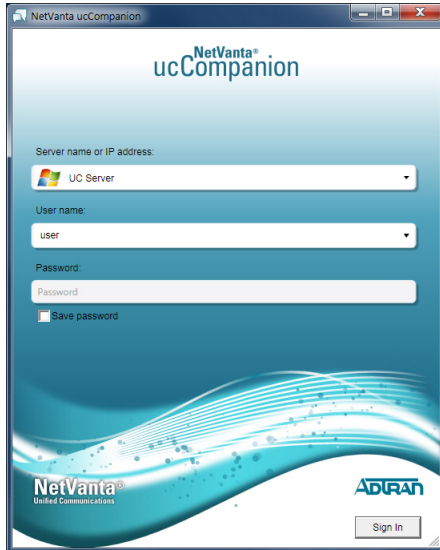 NetVanta ucCompanion
NetVanta®
ucCompanion
Server name or IP address:
UC Server
User name:
user
Password:
Password
Save password
NetVanta®
Unified Communications
ADTRAN
Sign In